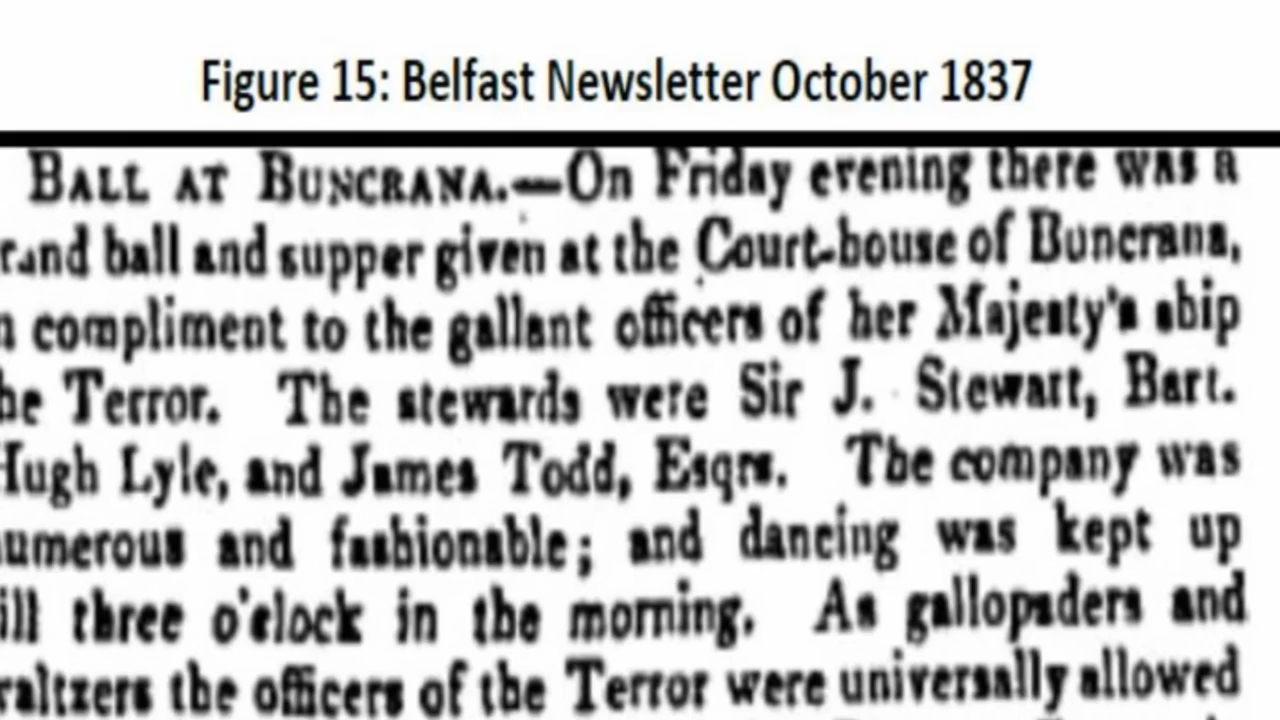 Figure 15: Belfast Newsletter October 1837
BALL AT BUNCRANA.—On Friday evening there was a
rand ball and supper given at the Court-house of Buncrana,
n compliment to the gallant officers of her Majesty's ship
he Terror. The stewards were Sir J. Stewart, Bart.
Hugh Lyle, and James Todd, Esqrs. The company was
umerous and fashionable; and dancing was kept up
ill three o'clock in the morning. As gallopaders and
valtzers the officers of the Terror were universally allowed